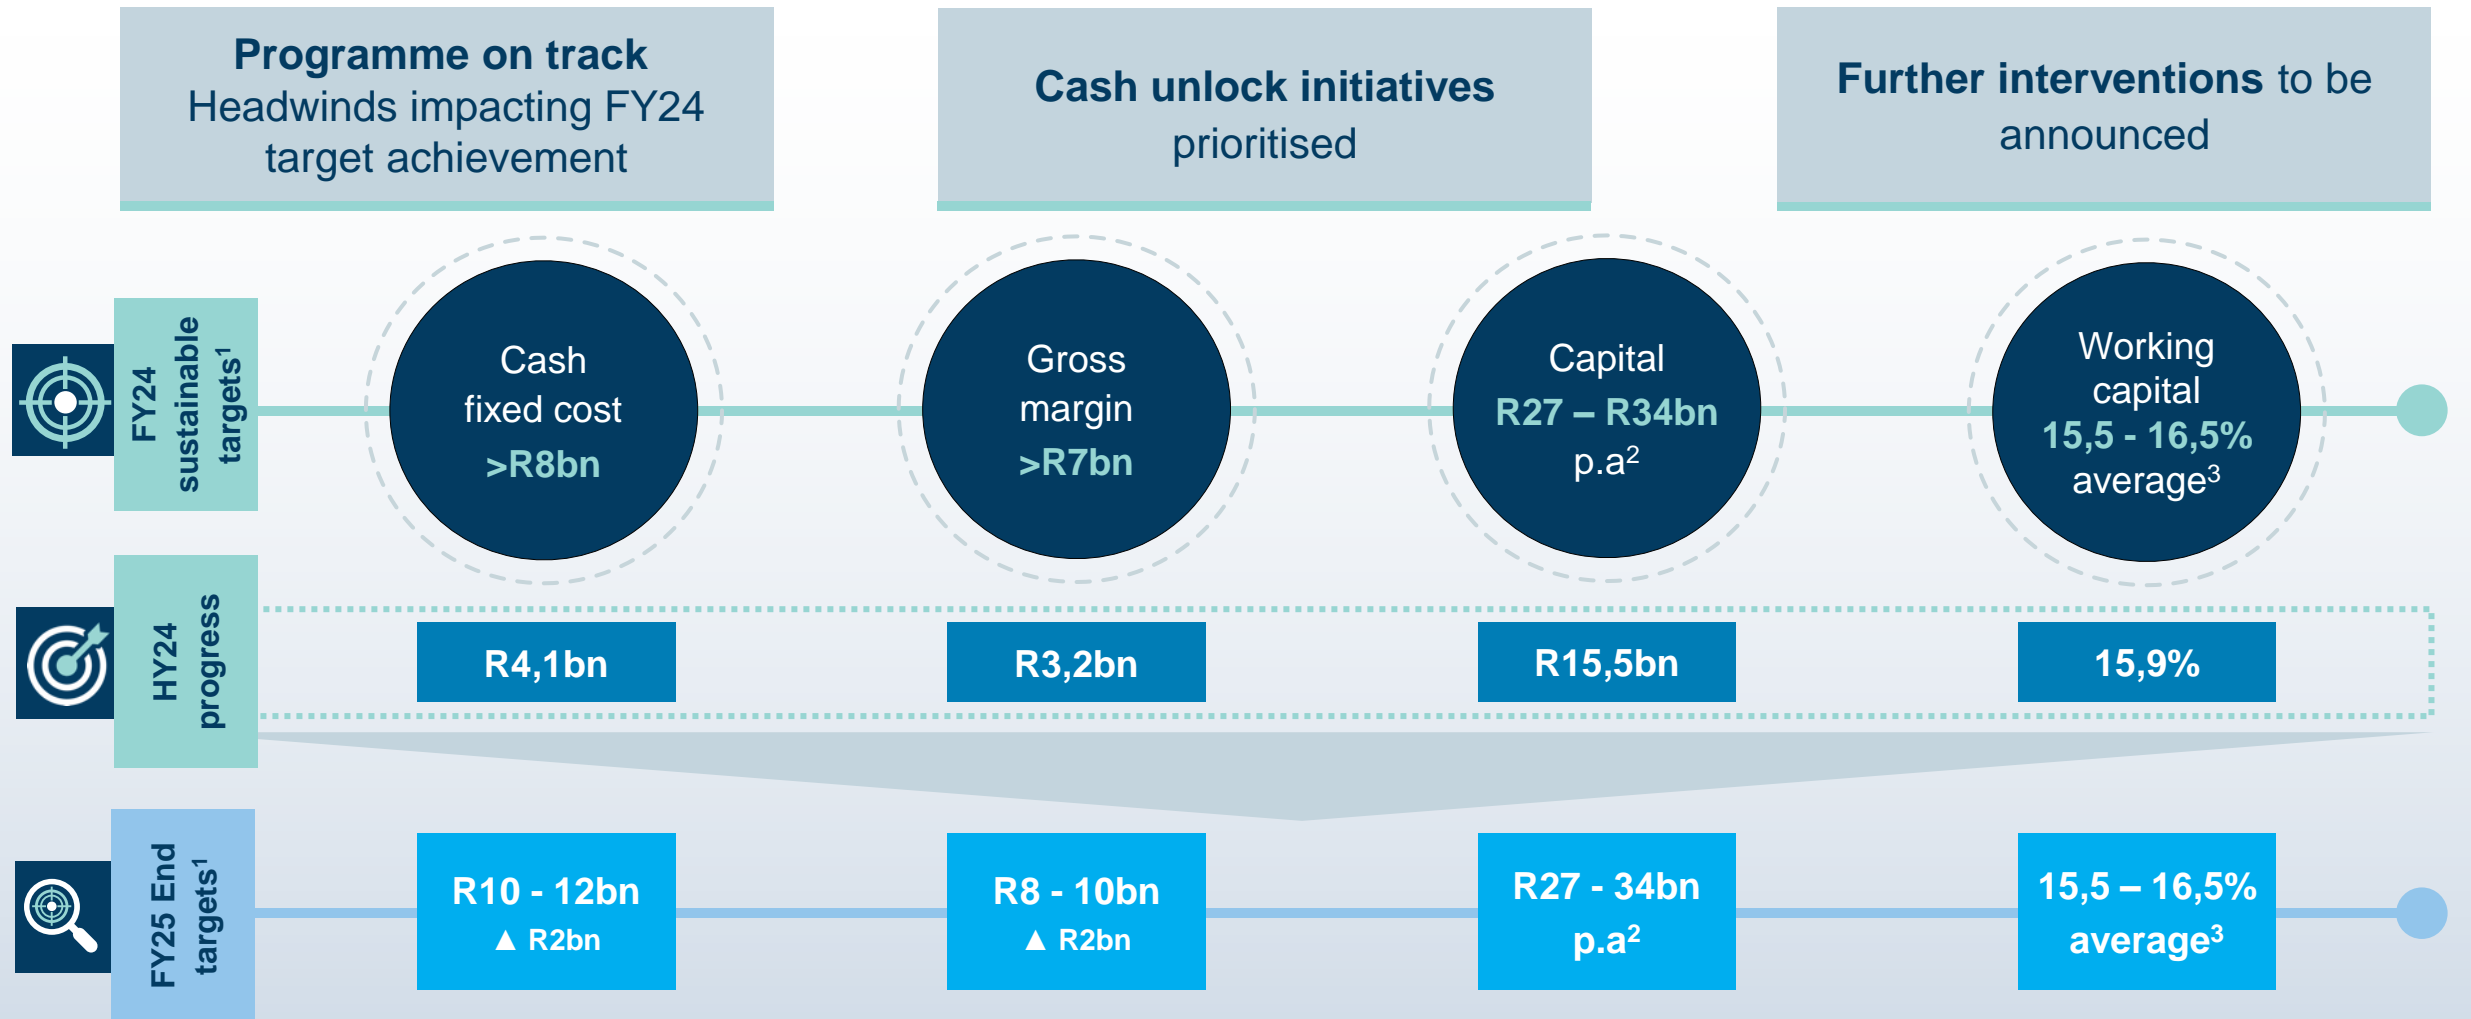 Programme on track
Headwinds impacting FY24
target achievement
Cash unlock initiatives
prioritised
Further interventions to be
announced
FY24
sustainable
targets¹
Cash
fixed cost
>R8bn
Gross
margin
>R7bn
Capital
R27 – R34bn
p.a²
Working
capital
15,5 - 16,5%
average³
HY24
progress
R4,1bn
R3,2bn
R15,5bn
15,9%
FY25 End
targets¹
R10 - 12bn
▲ R2bn
R8 - 10bn
▲ R2bn
R27 - 34bn
p.a²
15,5 – 16,5%
average³